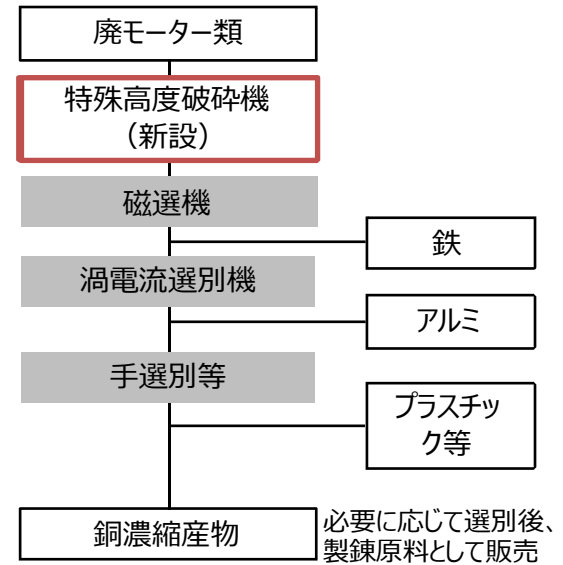 廃モーター類
特殊高度破砕機
（新設）
磁選機
鉄
渦電流選別機
アルミ
手選別等
プラスチッ
ク等
銅濃縮産物
必要に応じて選別後、
製錬原料として販売